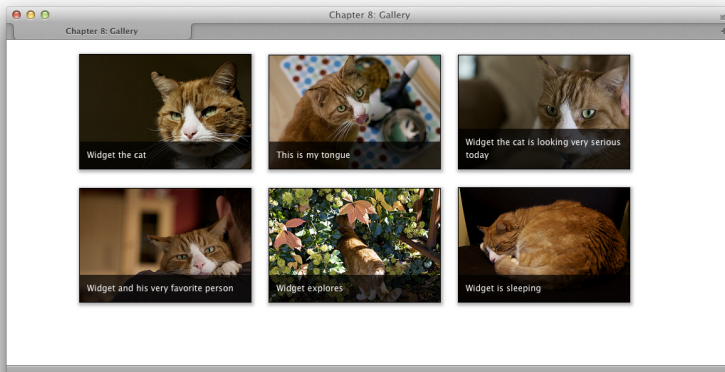 Chapter 8: Gallery
Chapter 8: Gallery
Widget the cat
This is my tongue
Widget the cat is looking very serious
today
Widget and his very favorite person
Widget explores
Widget is sleeping